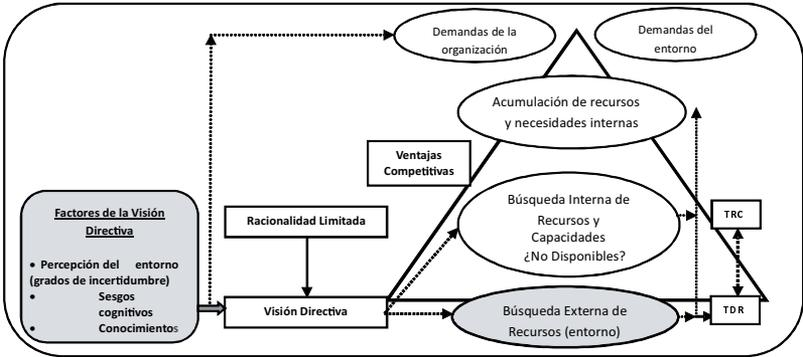 Demandas de la
organización
Demandas del
entorno
Acumulación de recursos
y necesidades internas
Ventajas
Competitivas
Búsqueda Interna de
Recursos y
Capacidades
¿No Disponibles?
TRC
Factores de la Visión
Directiva
• Percepción del entorno
(grados de incertidumbre)
• Sesgos
cognitivos
• Conocimientos
Racionalidad Limitada
Visión Directiva
Búsqueda Externa de
Recursos (entorno)
TDR